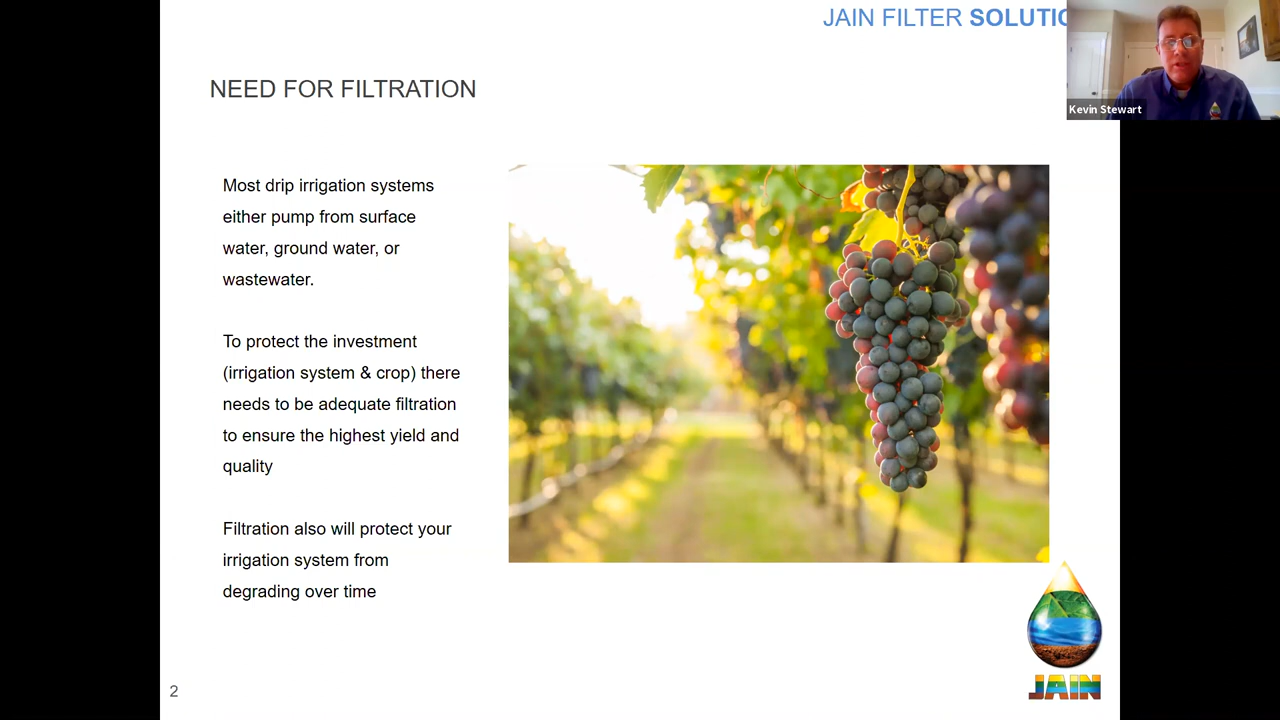 JAIN FILTER SOLUTIO
Kevin Stewart
NEED FOR FILTRATION
Most drip irrigation systems
either pump from surface
water, ground water, or
wastewater.
To protect the investment
(irrigation system & crop) there
needs to be adequate filtration
to ensure the highest yield and
quality
Filtration also will protect your
irrigation system from
degrading over time
JAIN
2